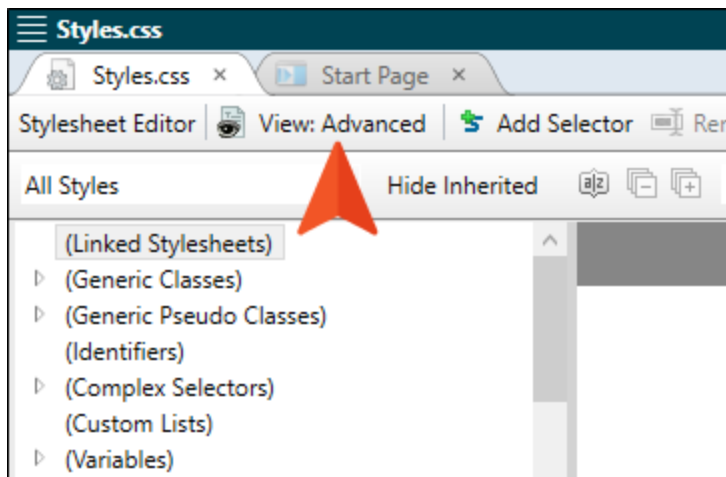 Styles.css
Styles.css × Start Page ×
Stylesheet Editor View: Advanced Add Selector
All Styles Hide Inherited a z
(Linked Stylesheets)
(Generic Classes)
(Generic Pseudo Classes)
(Identifiers)
(Complex Selectors)
(Custom Lists)
(Variables)